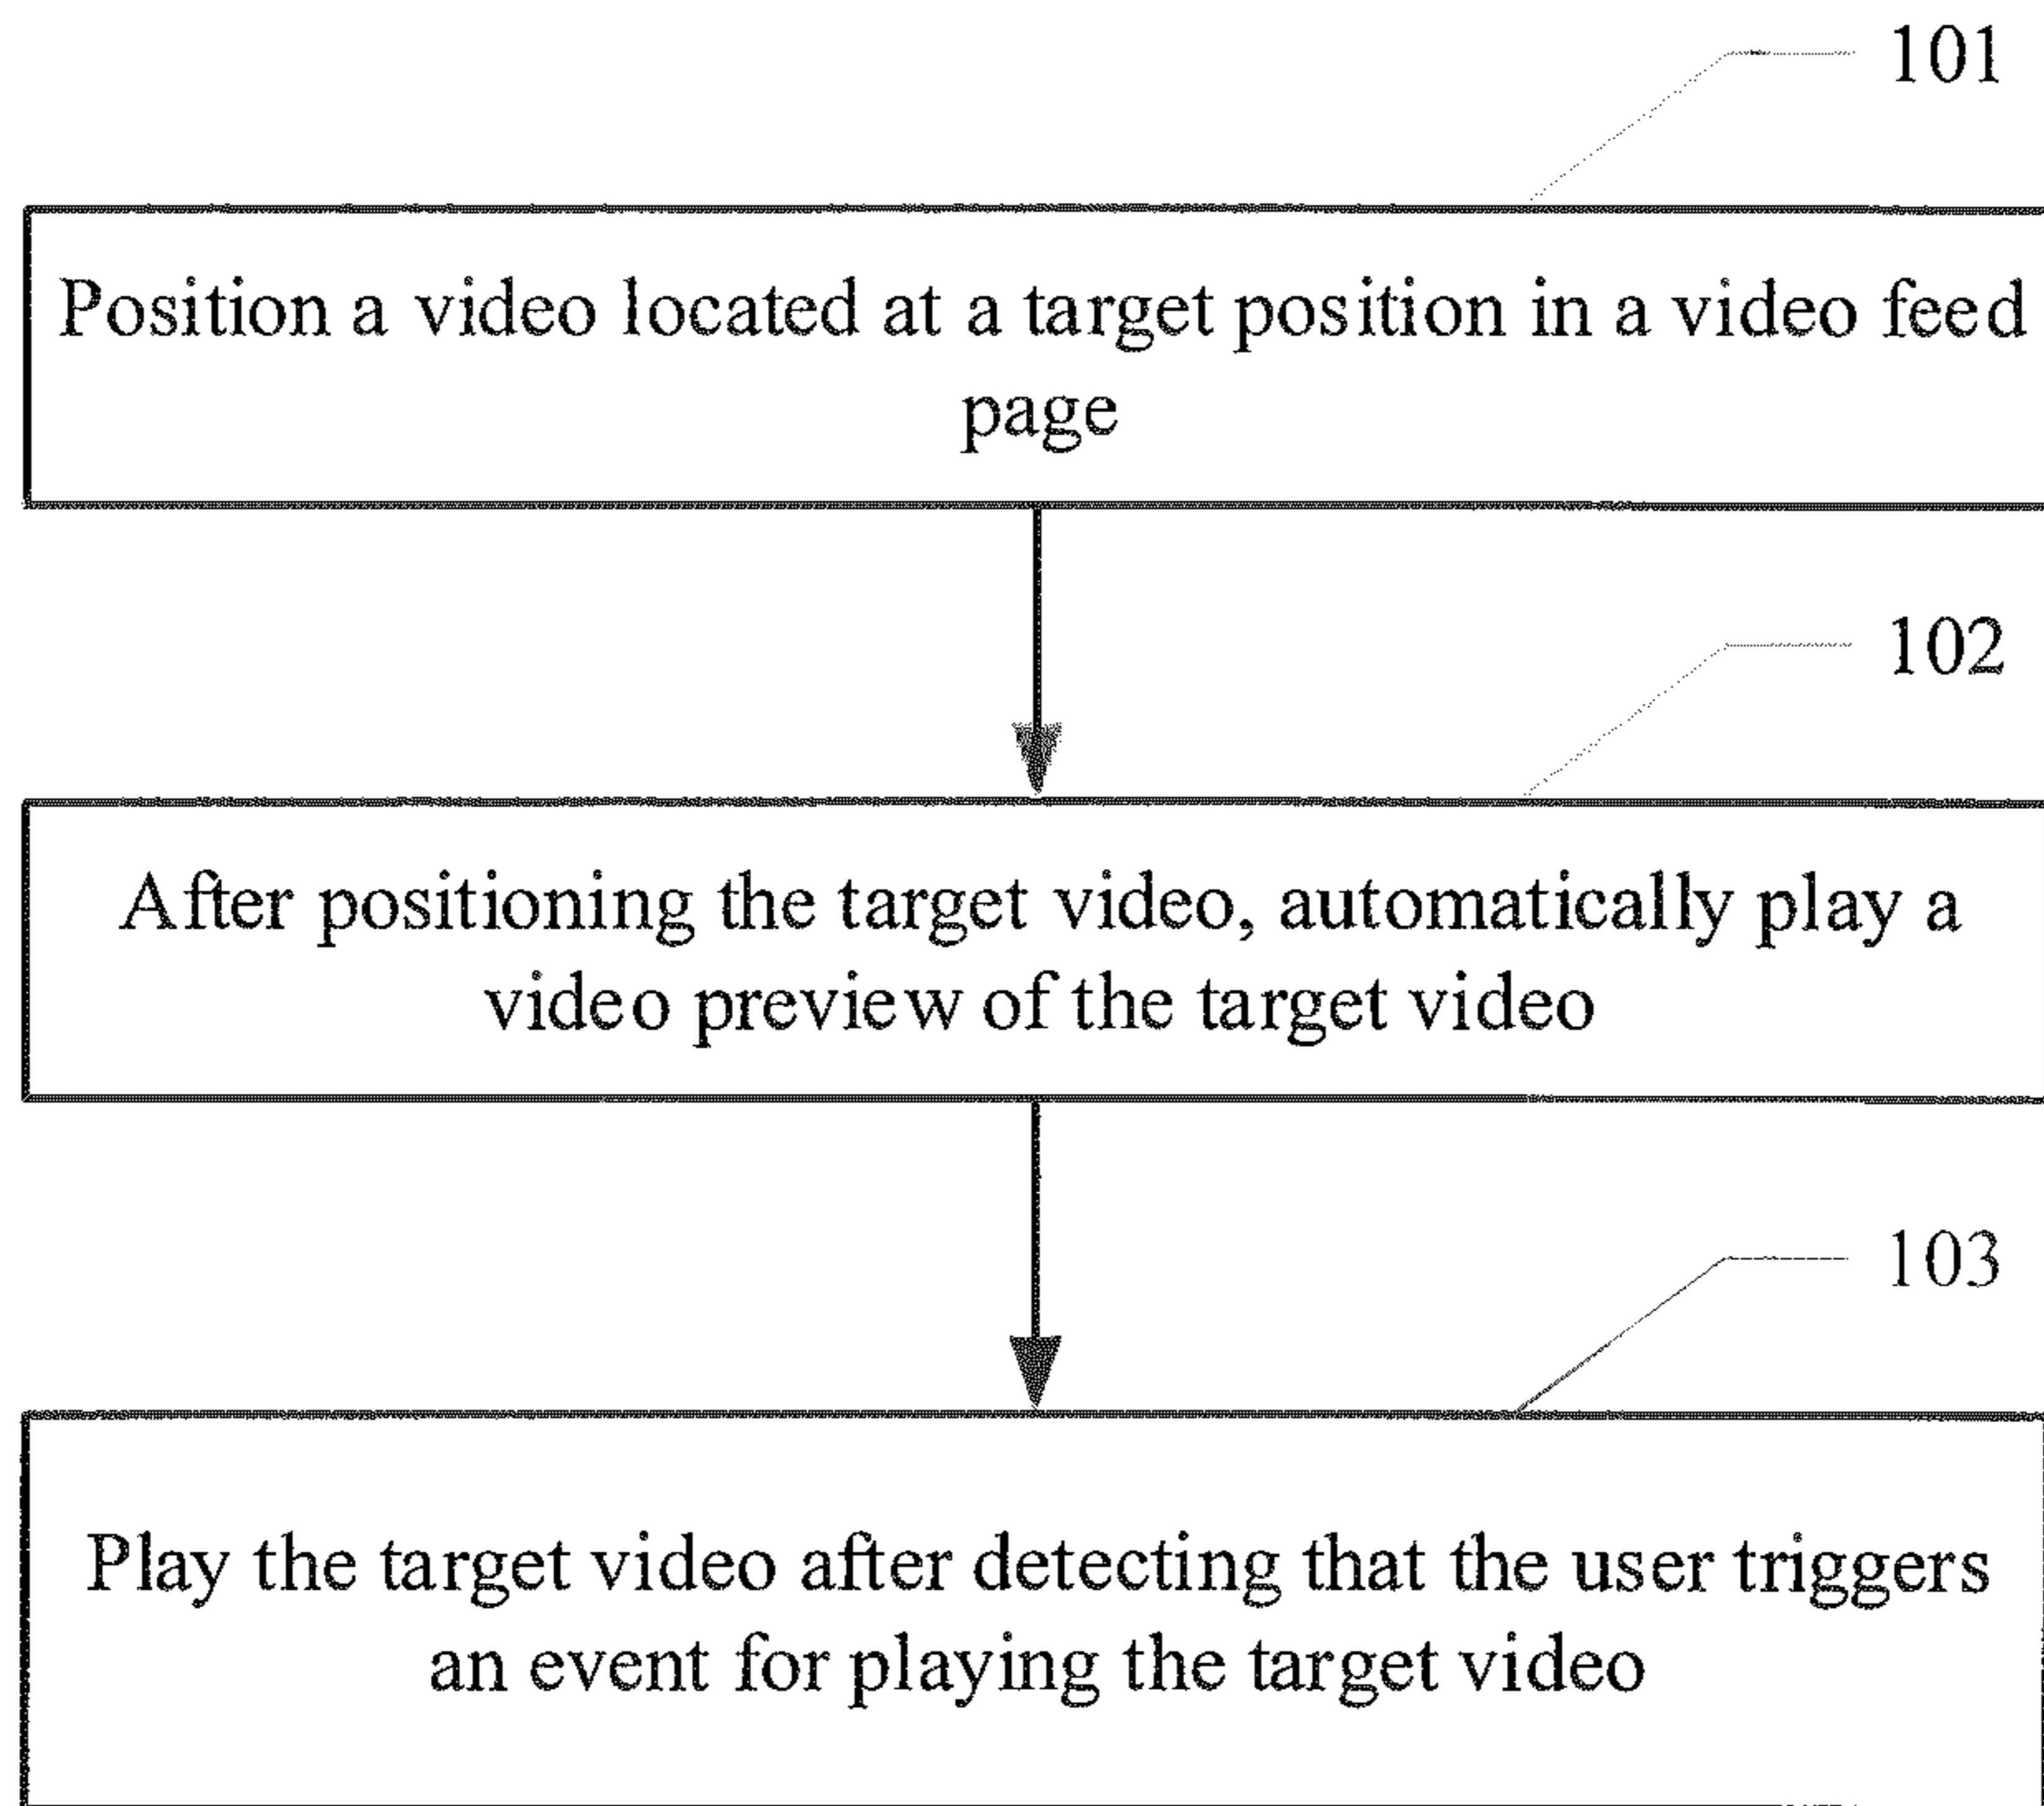 101
Position a video located at a target position in a video feed
page
102
After positioning the target video, automatically play a
video preview of the target video
103
Play the target video after detecting that the user triggers
an event for playing the target video